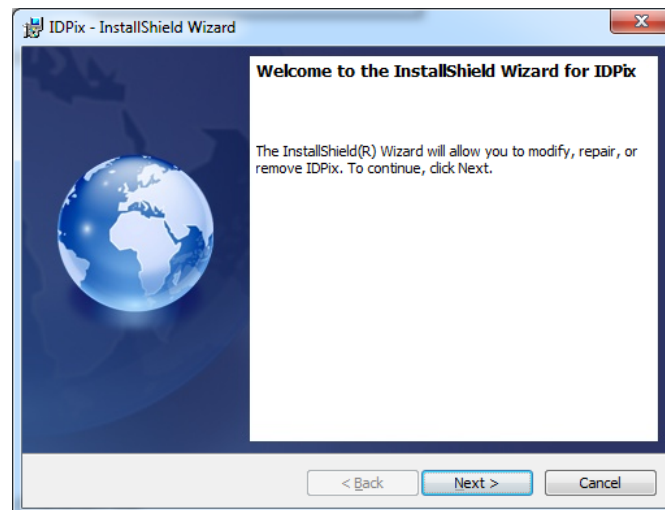 IDPix - InstallShield Wizard
Welcome to the InstallShield Wizard for IDPix
The InstallShield(R) Wizard will allow you to modify, repair, or
remove IDPix. To continue, click Next.
< Back
Next >
Cancel